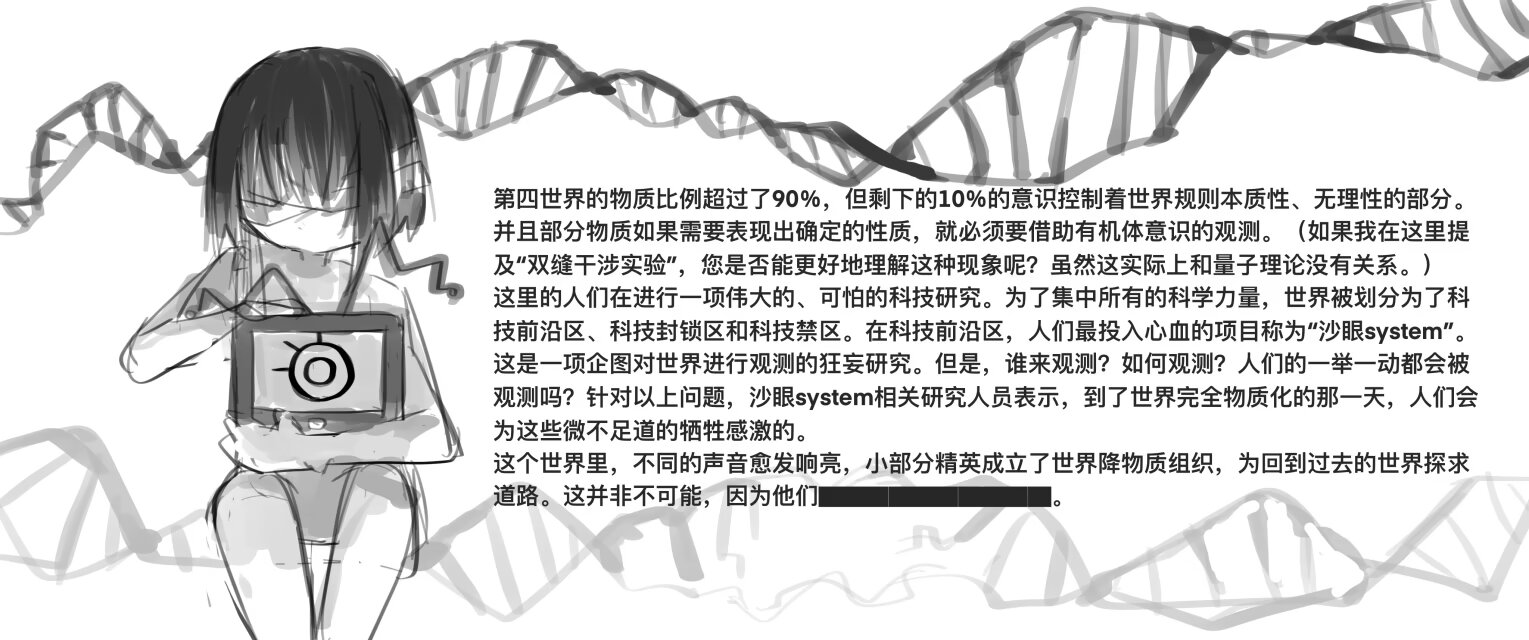 第四世界的物质比例超过了90%，但剩下的10%的意识控制着世界规则本质性、无理性的部分。
并且部分物质如果需要表现出确定的性质，就必须要借助有机体意识的观测。（如果我在这里提
及“双缝干涉实验”，您是否能更好地理解这种现象呢？虽然这实际上和量子理论没有关系。）
这里的人们在进行一项伟大的、可怕的科技研究。为了集中所有的科学力量，世界被划分为了科
技前沿区、科技封锁区和科技禁区。在科技前沿区，人们最投入心血的项目称为“沙眼system”。
这是一项企图对世界进行观测的狂妄研究。但是，谁来观测？如何观测？人们的一举一动都会被
观测吗？针对以上问题，沙眼system相关研究人员表示，到了世界完全物质化的那一天，人们会
为这些微不足道的牺牲感激的。
这个世界里，不同的声音愈发响亮，小部分精英成立了世界降物质组织，为回到过去的世界探求
道路。这并非不可能，因为他们██████████。